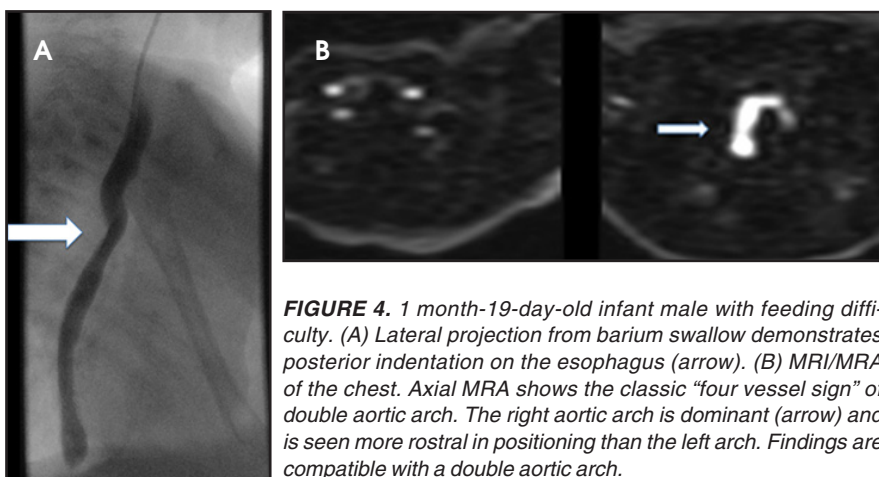 A
B
FIGURE 4. 1 month-19-day-old infant male with feeding diffi-
culty. (A) Lateral projection from barium swallow demonstrates
posterior indentation on the esophagus (arrow). (B) MRI/MRA
of the chest. Axial MRA shows the classic “four vessel sign” of
double aortic arch. The right aortic arch is dominant (arrow) and
is seen more rostral in positioning than the left arch. Findings are
compatible with a double aortic arch.